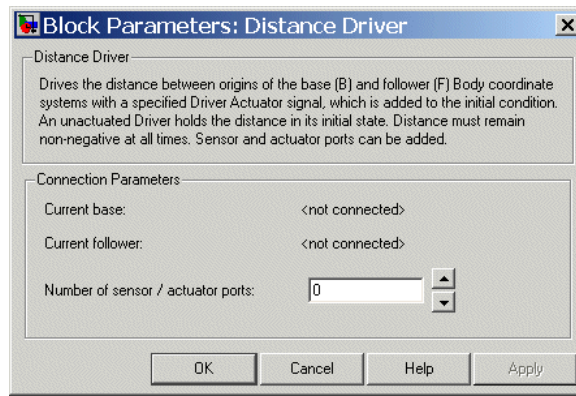 Block Parameters: Distance Driver
Distance Driver
Drives the distance between origins of the base (B) and follower (F) Body coordinate
systems with a specified Driver Actuator signal, which is added to the initial condition.
An unactuated Driver holds the distance in its initial state. Distance must remain
non-negative at all times. Sensor and actuator ports can be added.
Connection Parameters
Current base: <not connected>
Current follower: <not connected>
Number of sensor / actuator ports: 0
OK Cancel Help Apply